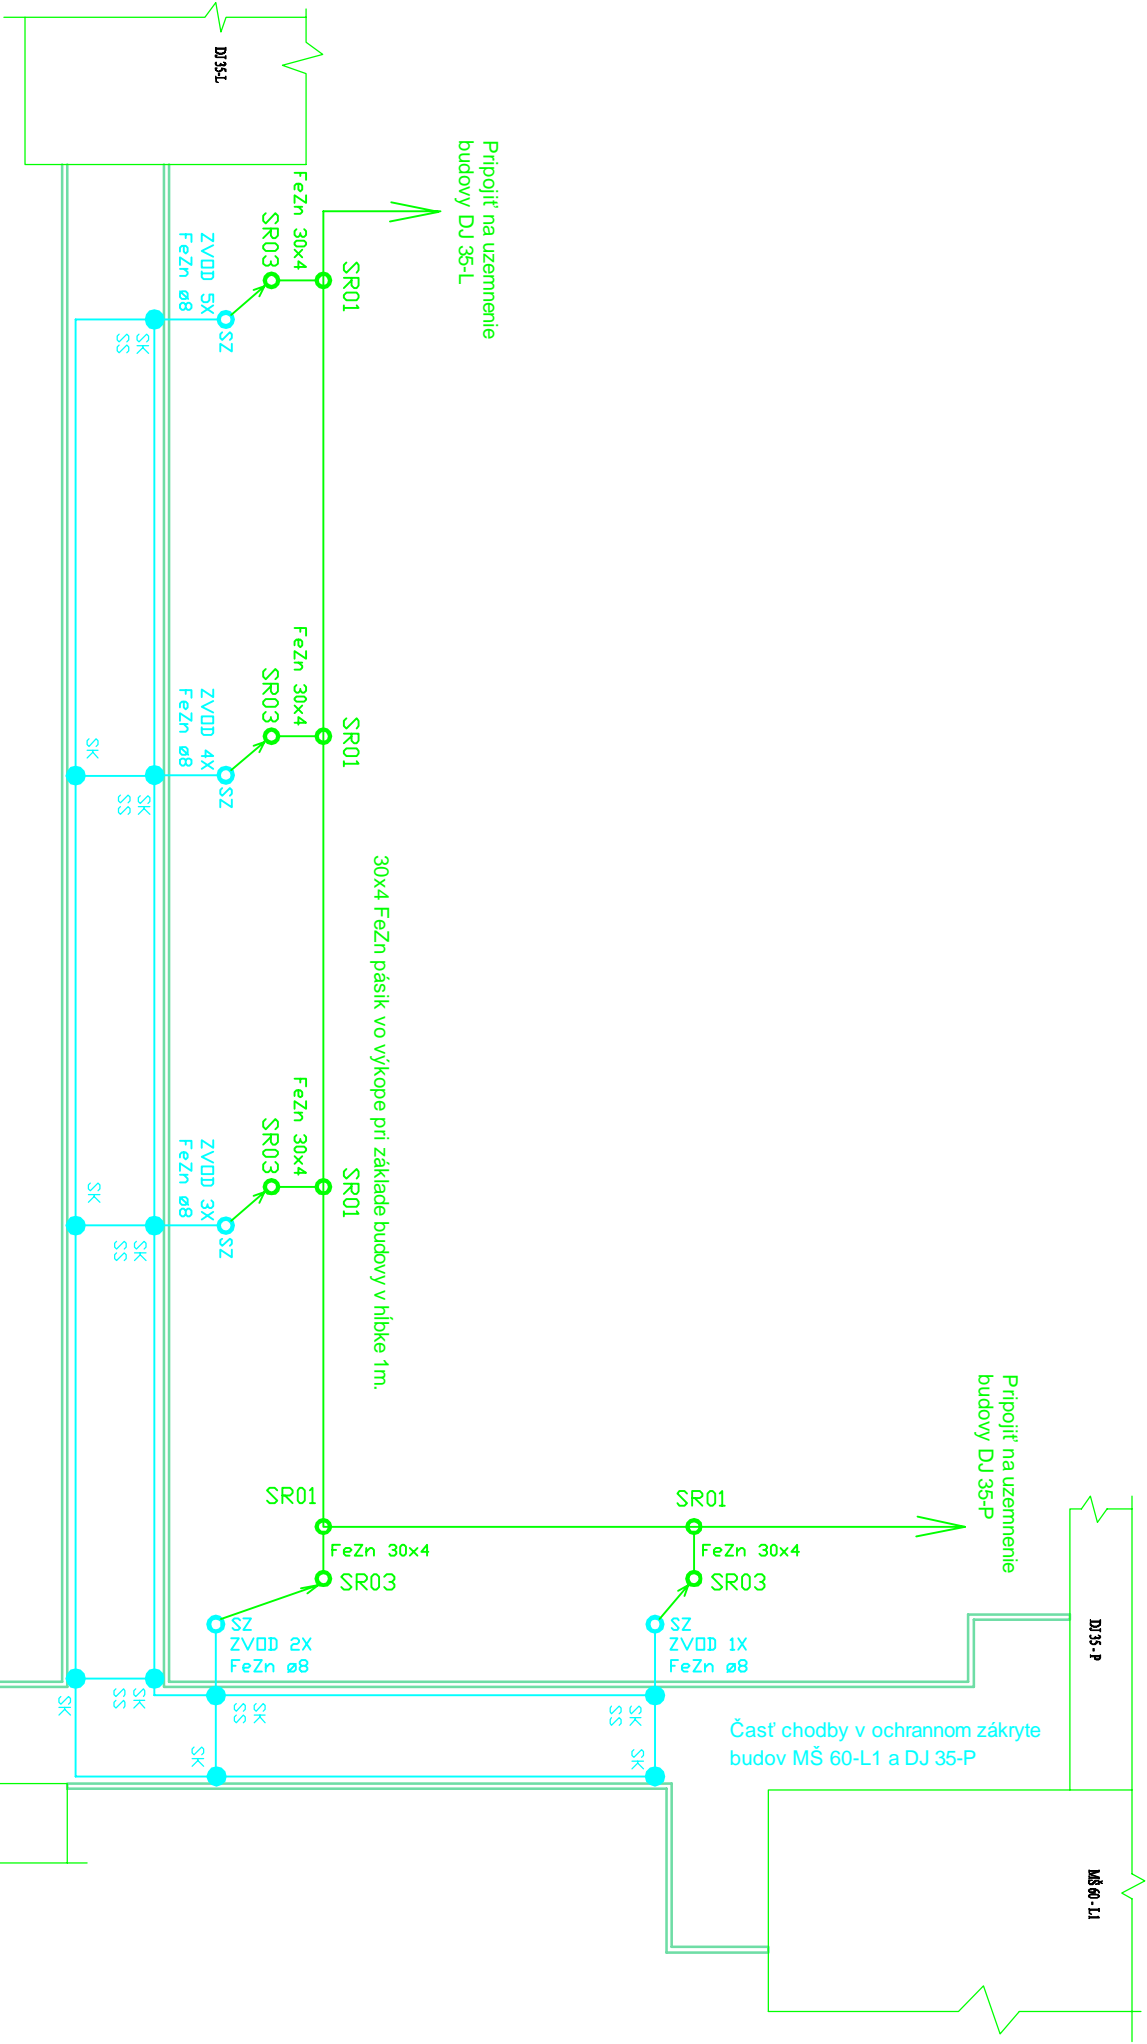 DJ 35-L
Pripojiť na uzemnenie
budovy DJ 35-L
FeZn 30x4
SR03
SR01
ZVOD 5X
FeZn ø8
SZ
SK
SS
FeZn 30x4
SR03
SR01
ZVOD 4X
FeZn ø8
SZ
SK
SK
SS
30x4 FeZn pásik vo výkope pri základe budovy v hĺbke 1m.
FeZn 30x4
SR03
SR01
ZVOD 3X
FeZn ø8
SZ
SK
SK
SS
Pripojiť na uzemnenie
budovy DJ 35-P
SR01
FeZn 30x4
SR03
SZ
ZVOD 2X
FeZn ø8
SR01
FeZn 30x4
SR03
SZ
ZVOD 1X
FeZn ø8
DJ 35 - P
SK
SK
SS
SK
SS
SK
SK
SS
SK
Časť chodby v ochrannom zákryte
budov MŠ 60-L1 a DJ 35-P
MŠ 60 - L1